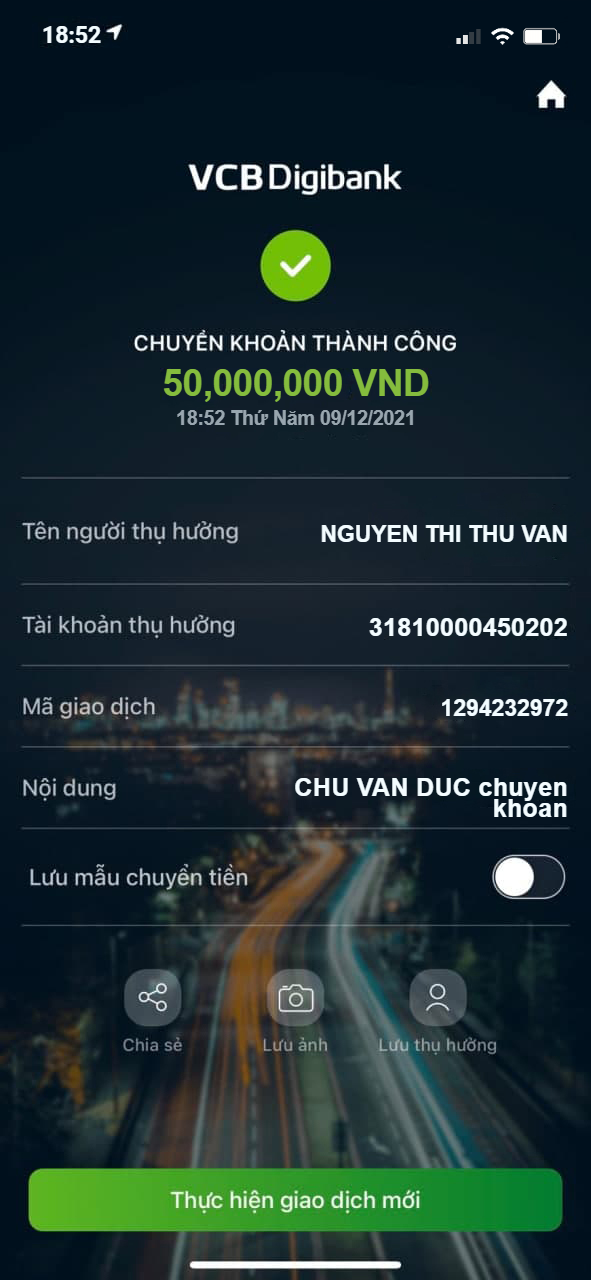 18:52
VCB Digibank
CHUYỂN KHOẢN THÀNH CÔNG
50,000,000 VND
18:52 Thứ Năm 09/12/2021
Tên người thụ hưởng
NGUYEN THI THU VAN
Tài khoản thụ hưởng
31810000450202
Mã giao dịch
1294232972
Nội dung
CHU VAN DUC chuyen
khoan
Lưu mẫu chuyển tiền
Chia sẻ
Lưu ảnh
Lưu thụ hưởng
Thực hiện giao dịch mới